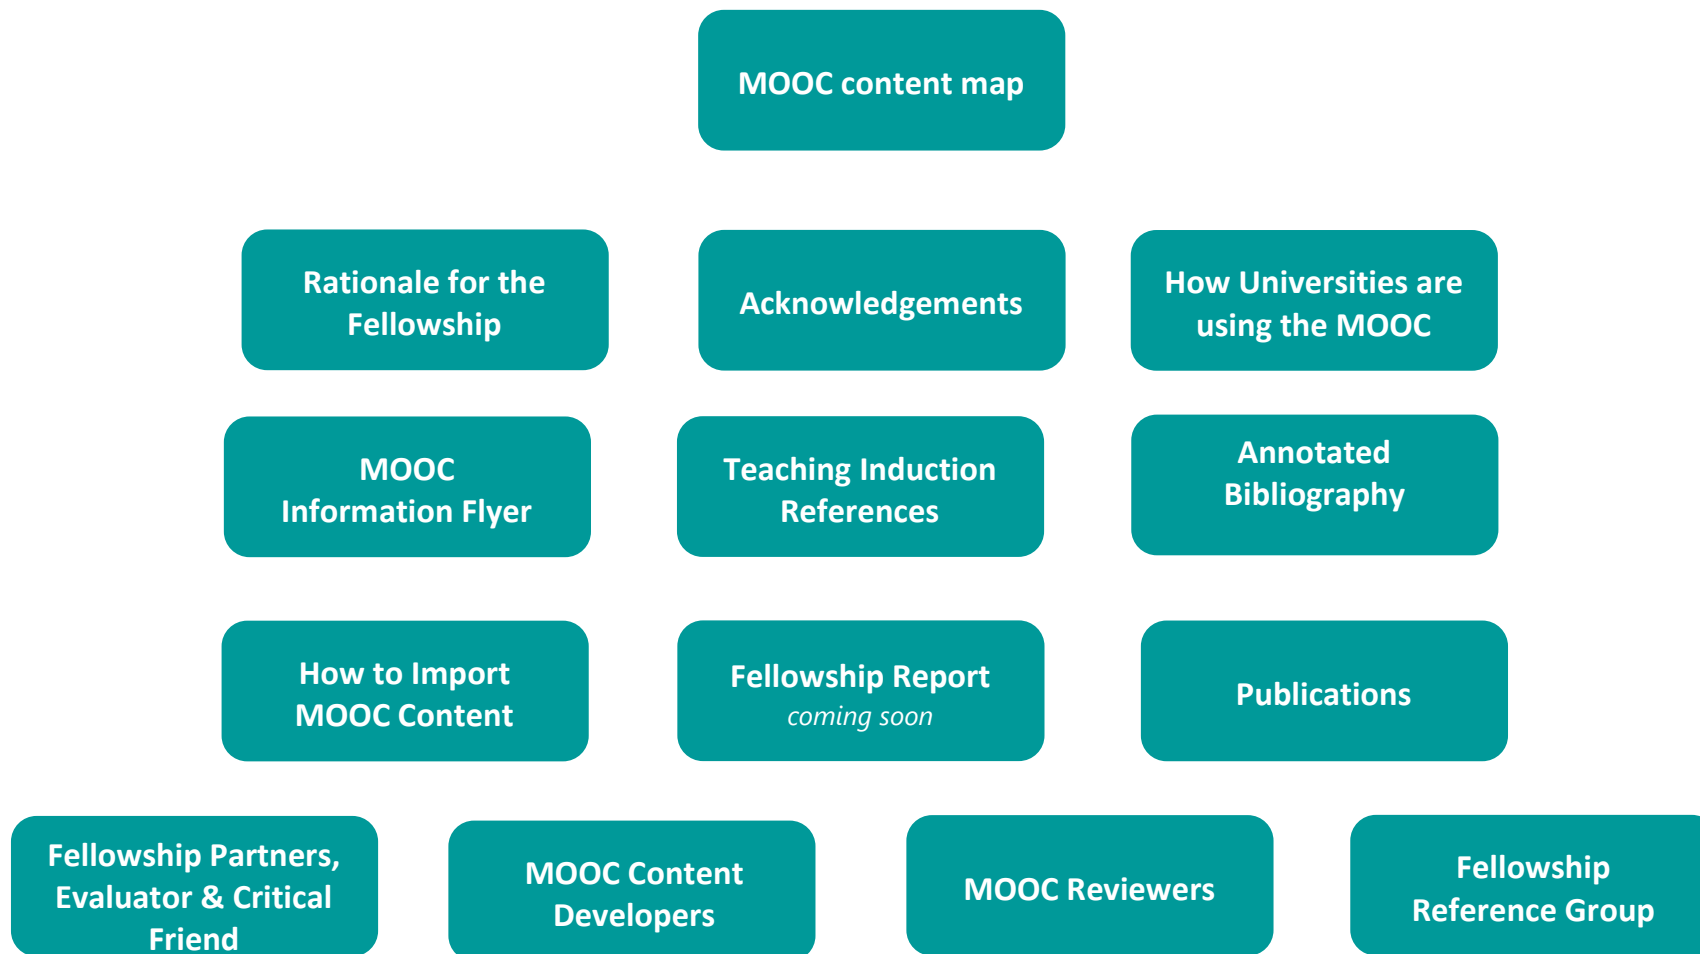 MOOC content map
Rationale for the
Fellowship
Acknowledgements
How Universities are
using the MOOC
MOOC
Information Flyer
Teaching Induction
References
Annotated
Bibliography
How to Import
MOOC Content
Fellowship Report
coming soon
Publications
Fellowship Partners,
Evaluator & Critical
Friend
MOOC Content
Developers
MOOC Reviewers
Fellowship
Reference Group